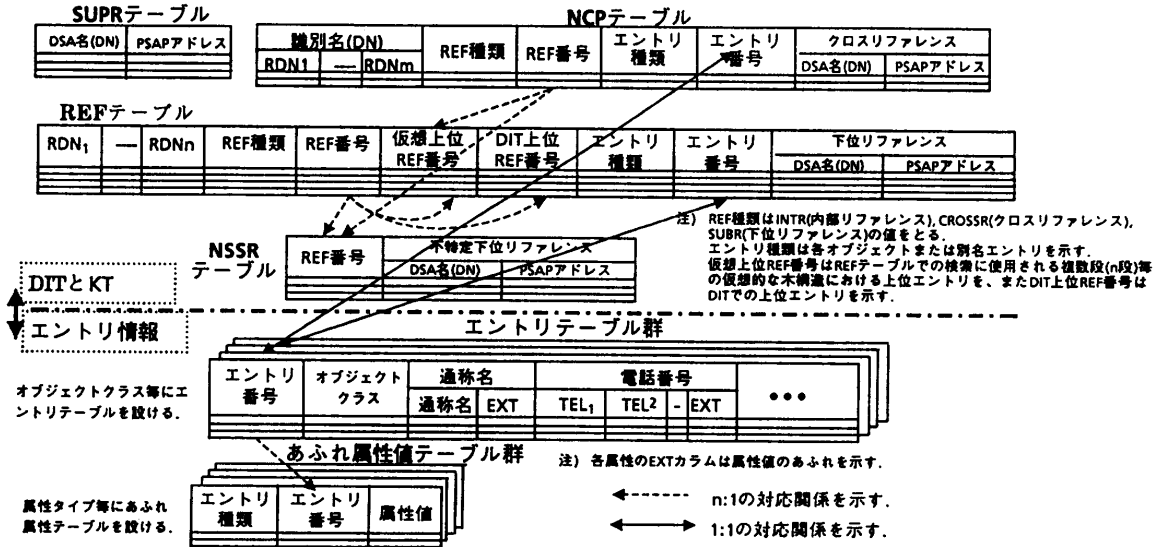 SUPRテーブル
DSA名(DN) PSAPアドレス
NCPテーブル
識別名(DN) REF種類 REF番号 エントリ種類 エントリ番号 クロスリファレンス
RDN1 — RDNm DSA名(DN) PSAPアドレス
REFテーブル
RDN1 — RDNn REF種類 REF番号 仮想上位REF番号 DIT上位REF番号 エントリ種類 エントリ番号 下位リファレンス
DSA名(DN) PSAPアドレス
注) REF種類はINTR(内部リファレンス), CROSSR(クロスリファレンス),
SUBR(下位リファレンス)の値をとる.
エントリ種類は各オブジェクトまたは別名エントリを示す.
仮想上位REF番号はREFテーブルでの検索に使用される複数段(n段)毎
の仮想的な木構造における上位エントリを、またDIT上位REF番号は
DITでの上位エントリを示す.
NSSR
テーブル
REF番号 不特定下位リファレンス
DSA名(DN) PSAPアドレス
DITとKT
エントリ情報
エントリテーブル群
オブジェクトクラス毎にエ
ントリテーブルを設ける.
エントリ番号 オブジェクトクラス 通称名 電話番号 •••
通称名 EXT TEL1 TEL2 - EXT
あふれ属性値テーブル群
注) 各属性のEXTカラムは属性値のあふれを示す.
属性タイプ毎にあふれ
属性テーブルを設ける.
エントリ種類 エントリ番号 属性値
n:1の対応関係を示す.
1:1の対応関係を示す.